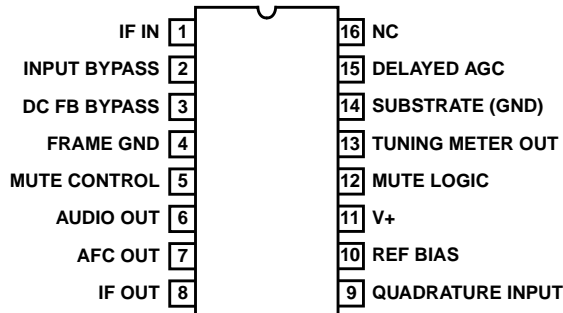 IF IN 1
INPUT BYPASS 2
DC FB BYPASS 3
FRAME GND 4
MUTE CONTROL 5
AUDIO OUT 6
AFC OUT 7
IF OUT 8
16 NC
15 DELAYED AGC
14 SUBSTRATE (GND)
13 TUNING METER OUT
12 MUTE LOGIC
11 V+
10 REF BIAS
9 QUADRATURE INPUT